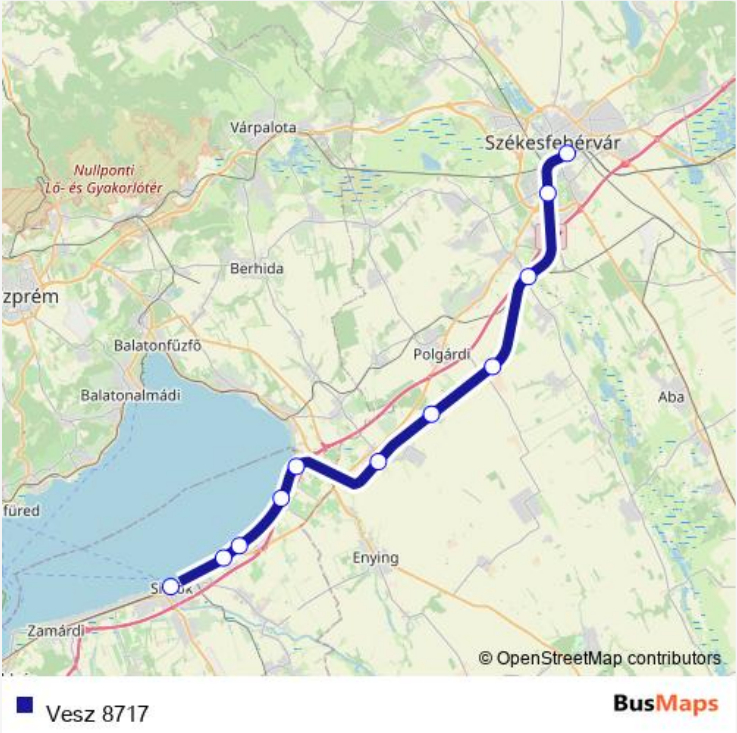 Várpalota
Székesfehérvár
Nullponti
Lő- és Gyakorlótér
Berhida
zprém
Balatonfűzfő
Polgárdi
Balatonalmádi
Aba
füred
Enying
Zamárdi
© OpenStreetMap contributors
Vesz 8717
BusMaps